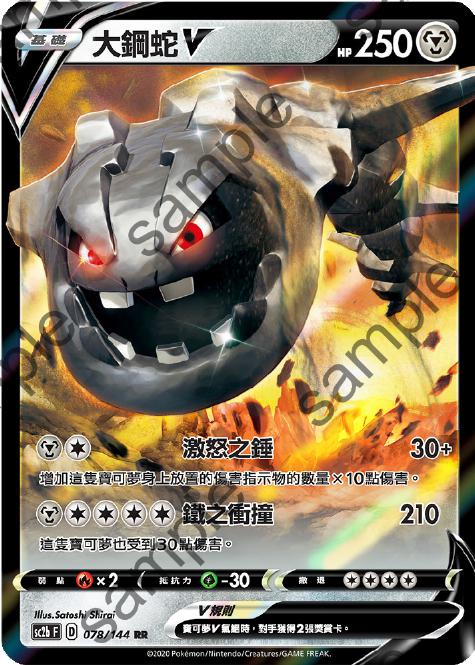 基礎 大鋼蛇V HP 250
sample
sample
sample
sample
激怒之錘 30+
增加這隻寶可夢身上放置的傷害指示物的數量×10點傷害。
鐵之衝撞 210
這隻寶可夢也受到30點傷害。
弱點 ×2 抵抗力 -30 撤退
Illus.Satoshi Shirai
V規則
sc2b F D 078/144 RR
寶可夢V氣絕時，對手獲得2張獎賞卡。
©2020 Pokémon/Nintendo/Creatures/GAME FREAK.